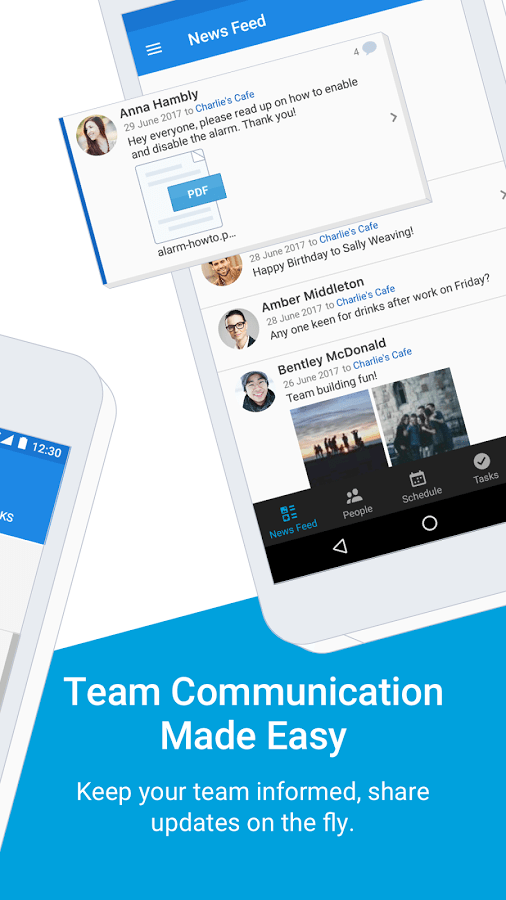 News Feed
4
Anna Hambly
29 June 2017 to Charlie's Cafe
Hey everyone, please read up on how to enable
and disable the alarm. Thank you!
PDF
alarm-howto.p...
28 June 2017 to Charlie's Cafe
Happy Birthday to Sally Weaving!
Amber Middleton
28 June 2017 to Charlie's Cafe
Any one keen for drinks after work on Friday?
Bentley McDonald
26 June 2017 to Charlie's Cafe
Team building fun!
12:30
KS
News Feed
People
Schedule
Tasks
Team Communication
Made Easy
Keep your team informed, share
updates on the fly.